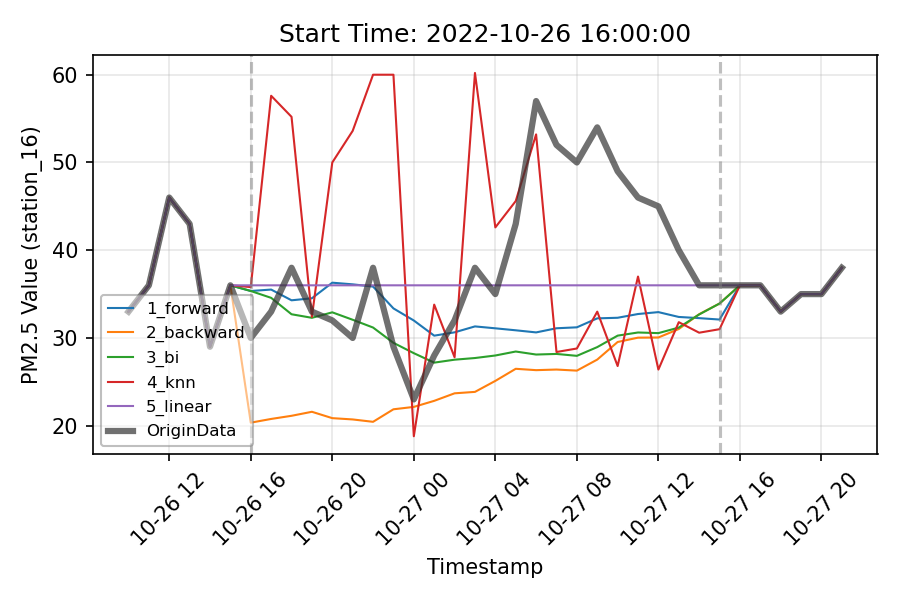 Start Time: 2022-10-26 16:00:00
PM2.5 Value (station_16)
60
50
40
30
20
1_forward
2_backward
3_bi
4_knn
5_linear
OriginData
10-26 12
10-26 16
10-26 20
10-27 00
10-27 04
10-27 08
10-27 12
10-27 16
10-27 20
Timestamp